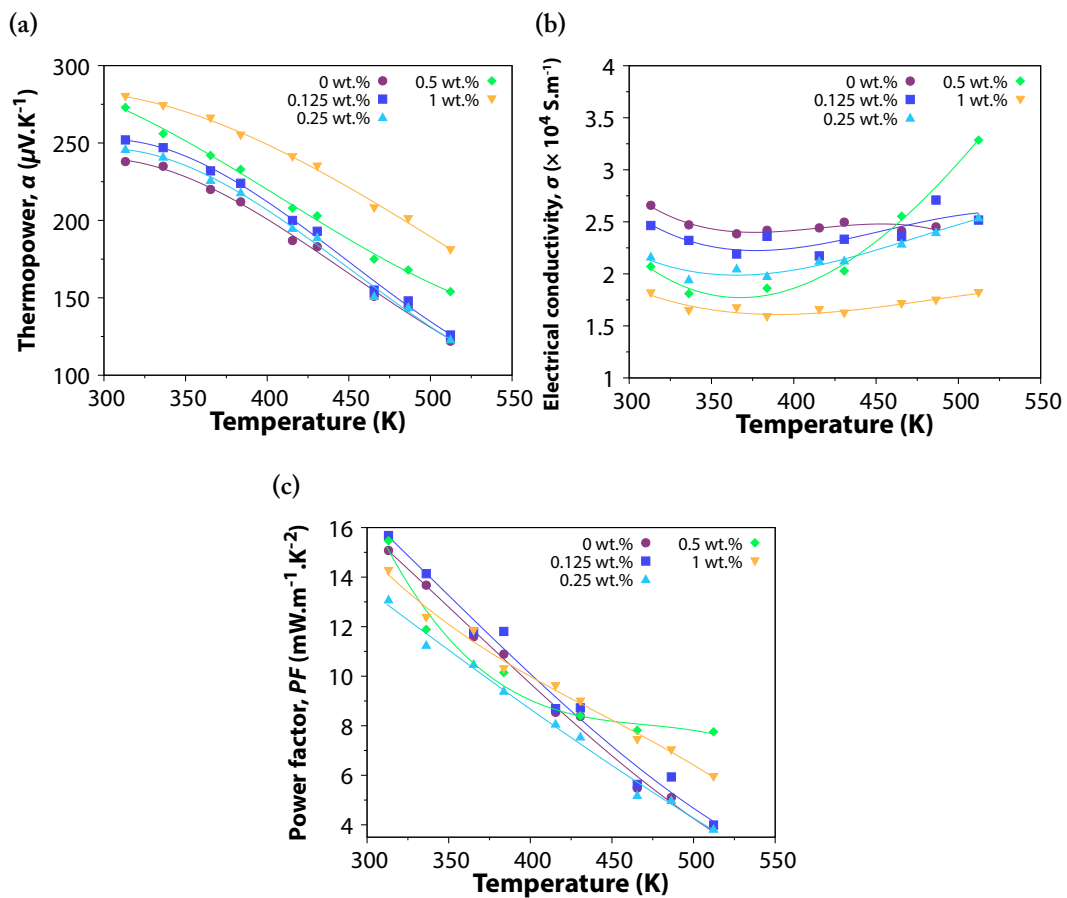 (a)
Thermopower, α (μV.K⁻¹)
300
250
200
150
100
0 wt.%
0.125 wt.%
0.25 wt.%
0.5 wt.%
1 wt.%
300 350 400 450 500 550
Temperature (K)
(b)
Electrical conductivity, σ (× 10⁴ S.m⁻¹)
4
3.5
3
2.5
2
1.5
1
0 wt.%
0.125 wt.%
0.25 wt.%
0.5 wt.%
1 wt.%
300 350 400 450 500 550
Temperature (K)
(c)
Power factor, PF (mW.m⁻¹.K⁻²)
16
14
12
10
8
6
4
0 wt.%
0.125 wt.%
0.25 wt.%
0.5 wt.%
1 wt.%
300 350 400 450 500 550
Temperature (K)